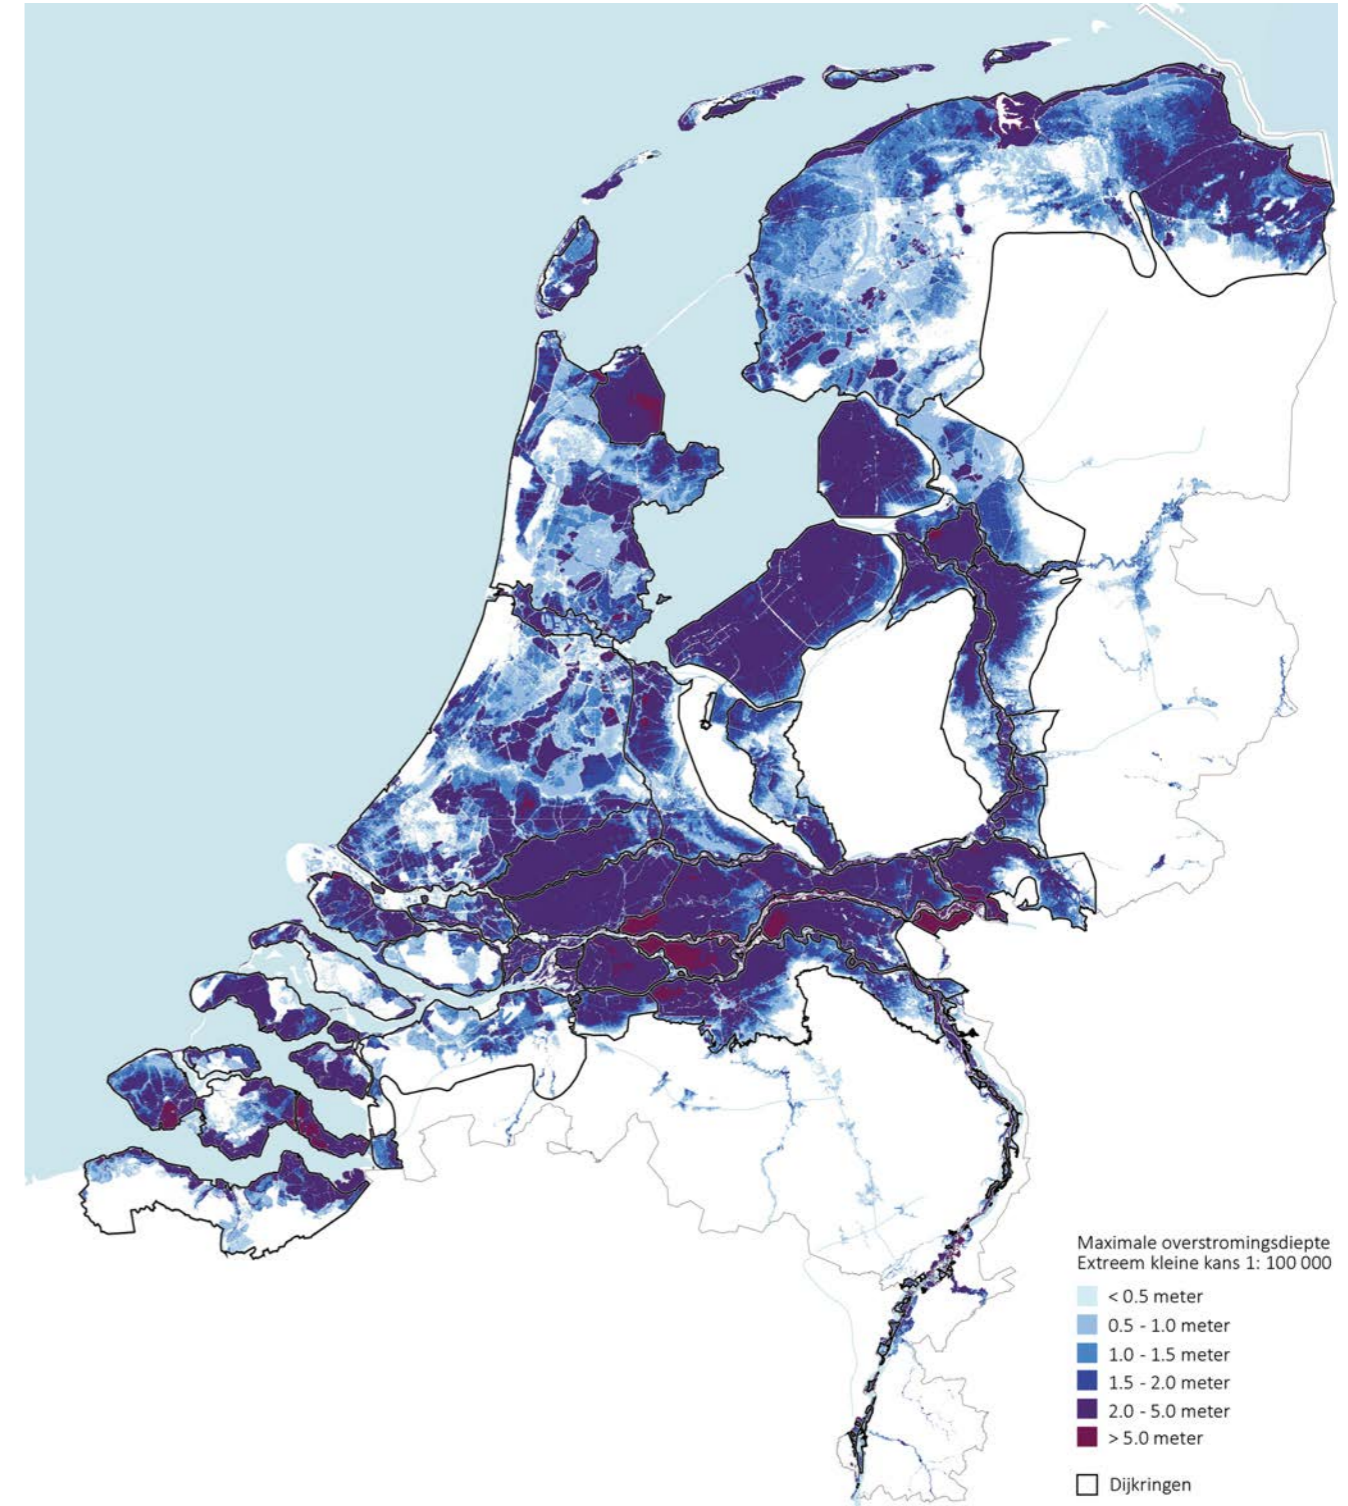 Maximale overstromingsdiepte
Extreem kleine kans 1: 100 000
< 0.5 meter
0.5 - 1.0 meter
1.0 - 1.5 meter
1.5 - 2.0 meter
2.0 - 5.0 meter
> 5.0 meter
Dijkringen